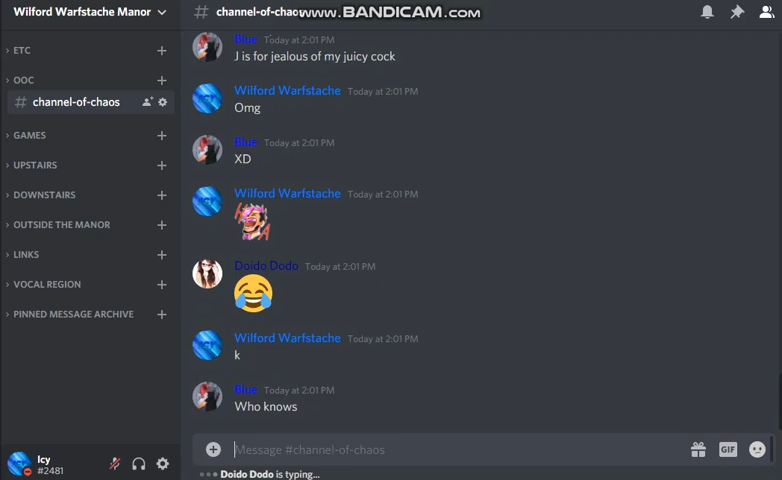 Wilford Warfstache Manor
# channel-of-chao
www.BANDICAM.com
ETC
OOC
# channel-of-chaos
GAMES
UPSTAIRS
DOWNSTAIRS
OUTSIDE THE MANOR
LINKS
VOCAL REGION
PINNED MESSAGE ARCHIVE
Icy
#2481
Blue Today at 2:01 PM
J is for jealous of my juicy cock
Wilford Warfstache Today at 2:01 PM
Omg
Blue Today at 2:01 PM
XD
Wilford Warfstache Today at 2:01 PM
Doido Dodo Today at 2:01 PM
Wilford Warfstache Today at 2:01 PM
k
Blue Today at 2:01 PM
Who knows
Message #channel-of-chaos
GIF
Doido Dodo is typing...